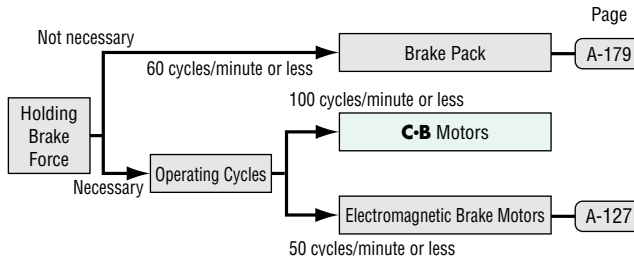 Page
Not necessary
Brake Pack
A-179
60 cycles/minute or less
100 cycles/minute or less
Holding
Brake
Force
C·B Motors
Necessary
Operating Cycles
Electromagnetic Brake Motors
A-127
50 cycles/minute or less